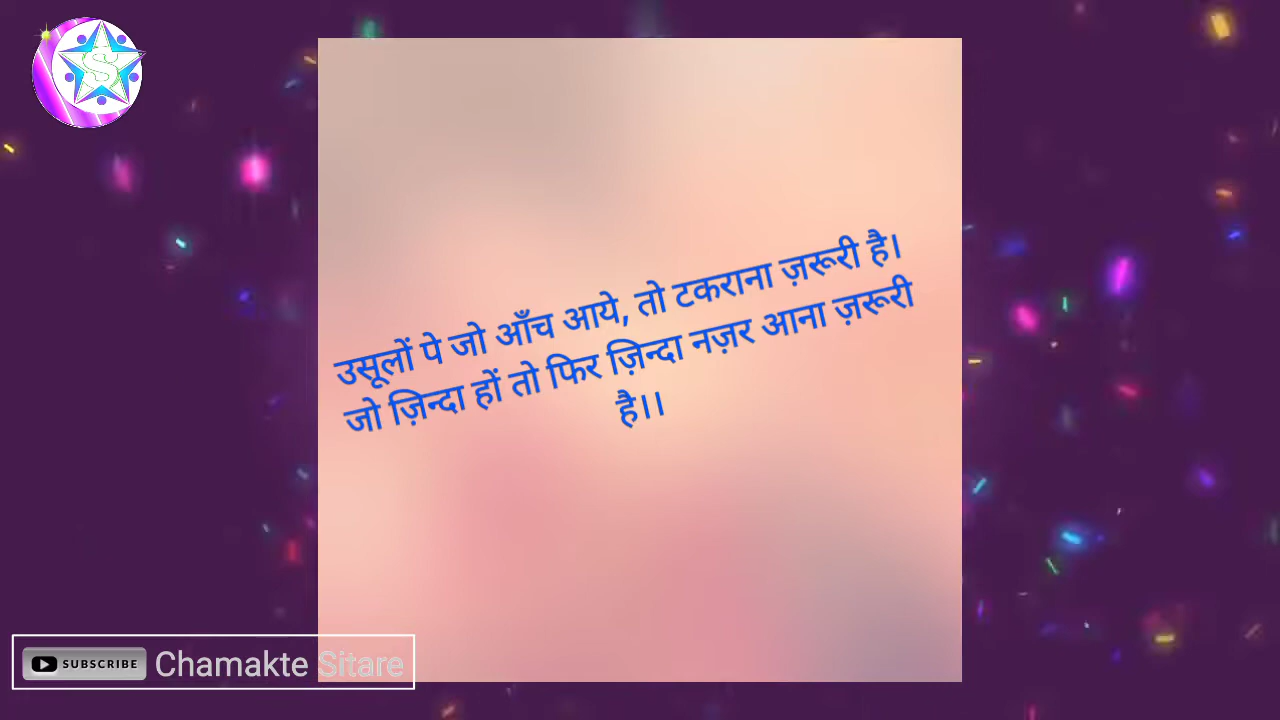 S
उसूलों पे जो आँच आये, तो टकराना ज़रूरी है।
जो ज़िन्दा हों तो फिर ज़िन्दा नज़र आना ज़रूरी
है।।
SUBSCRIBE Chamakte Sitare